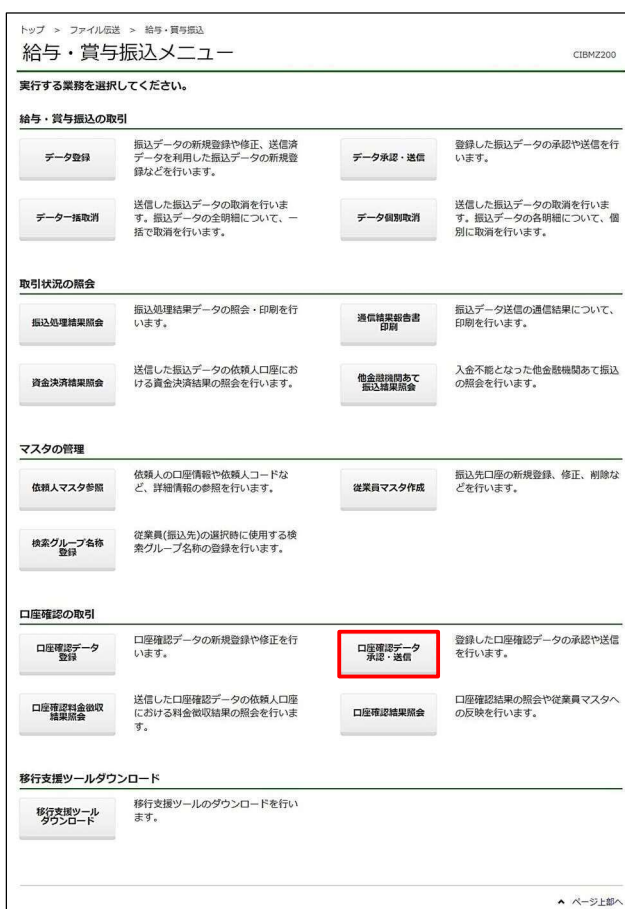 トップ > ファイル伝送 > 給与・賞与振込
給与・賞与振込メニュー
CIBMZ200
実行する業務を選択してください。
給与・賞与振込の取引
データ登録
振込データの新規登録や修正、送信済
データを利用した振込データの新規登
録などを行います。
データ承認・送信
登録した振込データの承認や送信を行
います。
データ一括取消
送信した振込データの取消を行いま
す。振込データの全明細について、一
括で取消を行います。
データ個別取消
送信した振込データの取消を行いま
す。振込データの各明細について、個
別に取消を行います。
取引状況の照会
振込処理結果照会
振込処理結果データの照会・印刷を行
います。
通信結果報告書
印刷
振込データ送信の通信結果について、
印刷を行います。
資金決済結果照会
送信した振込データの依頼人口座にお
ける資金決済結果の照会を行います。
他金融機関あて
振込結果照会
入金不能となった他金融機関あて振込
の照会を行います。
マスタの管理
依頼人マスタ参照
依頼人の口座情報や依頼人コードな
ど、詳細情報の参照を行います。
従業員マスタ作成
振込先口座の新規登録、修正、削除な
どを行います。
検索グループ名称
登録
従業員(振込先)の選択時に使用する検
索グループ名称の登録を行います。
口座確認の取引
口座確認データ
登録
口座確認データの新規登録や修正を行
います。
口座確認データ
承認・送信
登録した口座確認データの承認や送信
を行います。
口座確認料金徴収
結果照会
送信した口座確認データの依頼人口座
における料金徴収結果の照会を行いま
す。
口座確認結果照会
口座確認結果の照会や従業員マスタへ
の反映を行います。
移行支援ツールダウンロード
移行支援ツール
ダウンロード
移行支援ツールのダウンロードを行い
ます。
ページ上部へ